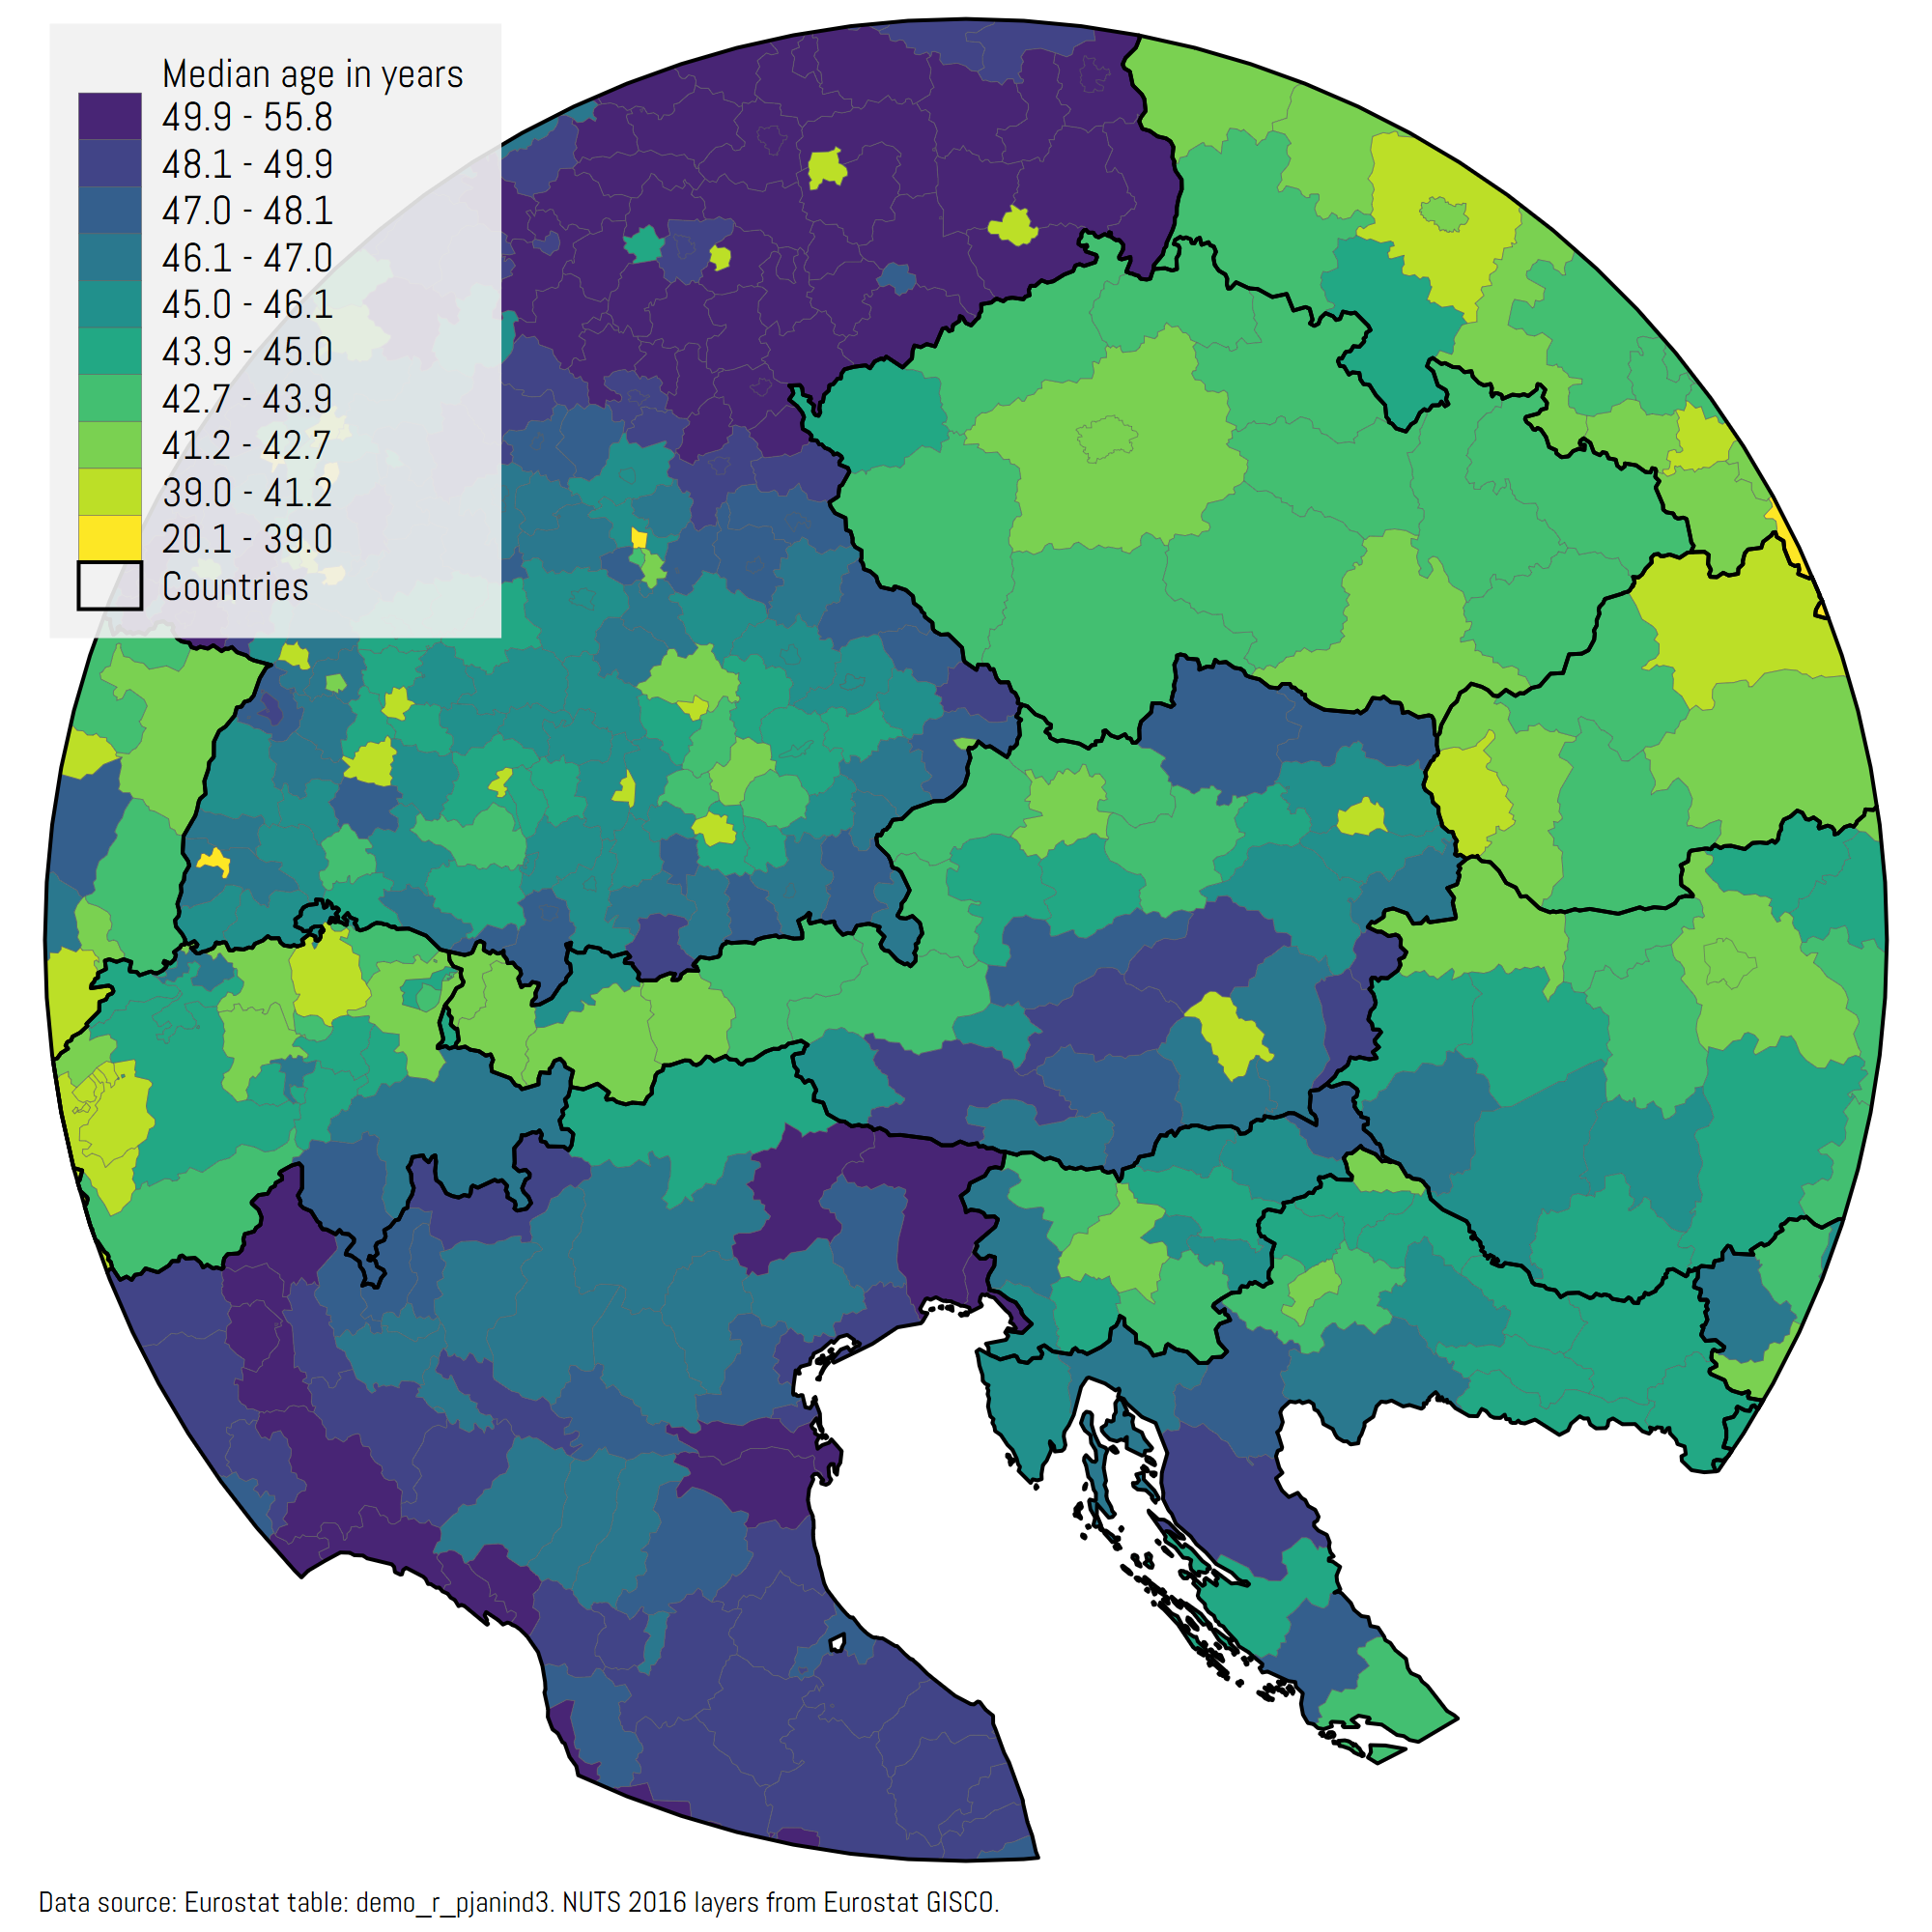 Median age in years
49.9 - 55.8
48.1 - 49.9
47.0 - 48.1
46.1 - 47.0
45.0 - 46.1
43.9 - 45.0
42.7 - 43.9
41.2 - 42.7
39.0 - 41.2
20.1 - 39.0
Countries
Data source: Eurostat table: demo_r_pjanind3. NUTS 2016 layers from Eurostat GISCO.